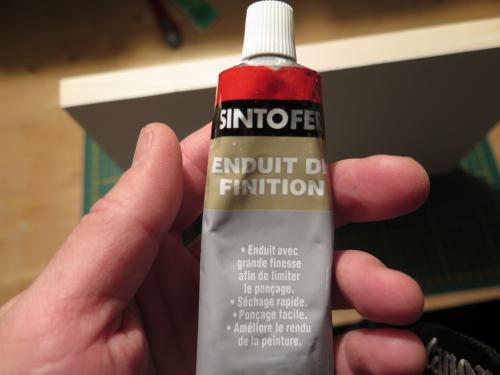 SINTOFER
ENDUIT DE
FINITION
• Enduit avec
grande finesse
afin de limiter
le ponçage.
• Séchage rapide.
• Ponçage facile.
• Améliore le rendu
de la peinture.